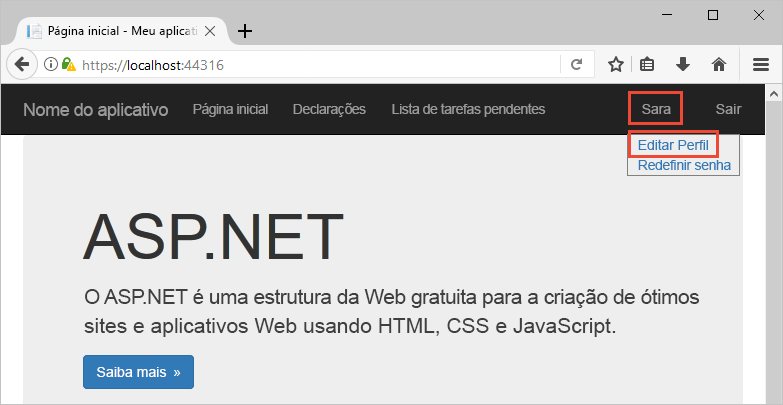 Página inicial - Meu aplicati
https://localhost:44316
Nome do aplicativo Página inicial Declarações Lista de tarefas pendentes Sara Sair
Editar Perfil
Redefinir senha
ASP.NET
O ASP.NET é uma estrutura da Web gratuita para a criação de ótimos
sites e aplicativos Web usando HTML, CSS e JavaScript.
Saiba mais »